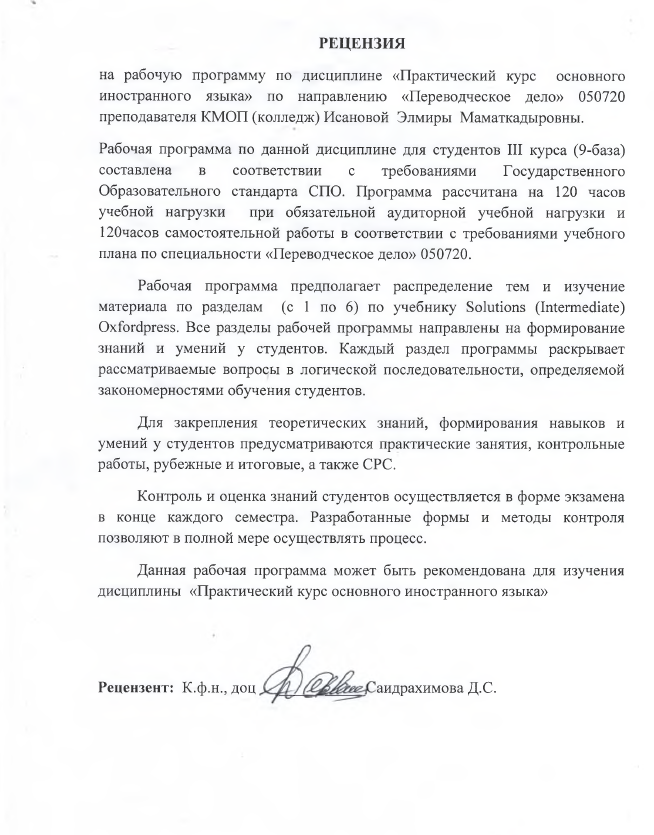 РЕЦЕНЗИЯ
на рабочую программу по дисциплине «Практический курс основного
иностранного языка» по направлению «Переводческое дело» 050720
преподавателя КМОП (колледж) Исановой Элмиры Маматкадыровны.
Рабочая программа по данной дисциплине для студентов III курса (9-база)
составлена в соответствии с требованиями Государственного
Образовательного стандарта СПО. Программа рассчитана на 120 часов
учебной нагрузки при обязательной аудиторной учебной нагрузки и
120часов самостоятельной работы в соответствии с требованиями учебного
плана по специальности «Переводческое дело» 050720.
Рабочая программа предполагает распределение тем и изучение
материала по разделам (с 1 по 6) по учебнику Solutions (Intermediate)
Oxfordpress. Все разделы рабочей программы направлены на формирование
знаний и умений у студентов. Каждый раздел программы раскрывает
рассматриваемые вопросы в логической последовательности, определяемой
закономерностями обучения студентов.
Для закрепления теоретических знаний, формирования навыков и
умений у студентов предусматриваются практические занятия, контрольные
работы, рубежные и итоговые, а также СРС.
Контроль и оценка знаний студентов осуществляется в форме экзамена
в конце каждого семестра. Разработанные формы и методы контроля
позволяют в полной мере осуществлять процесс.
Данная рабочая программа может быть рекомендована для изучения
дисциплины «Практический курс основного иностранного языка»
Рецензент: К.ф.н., доц Саидрахимова Д.С.